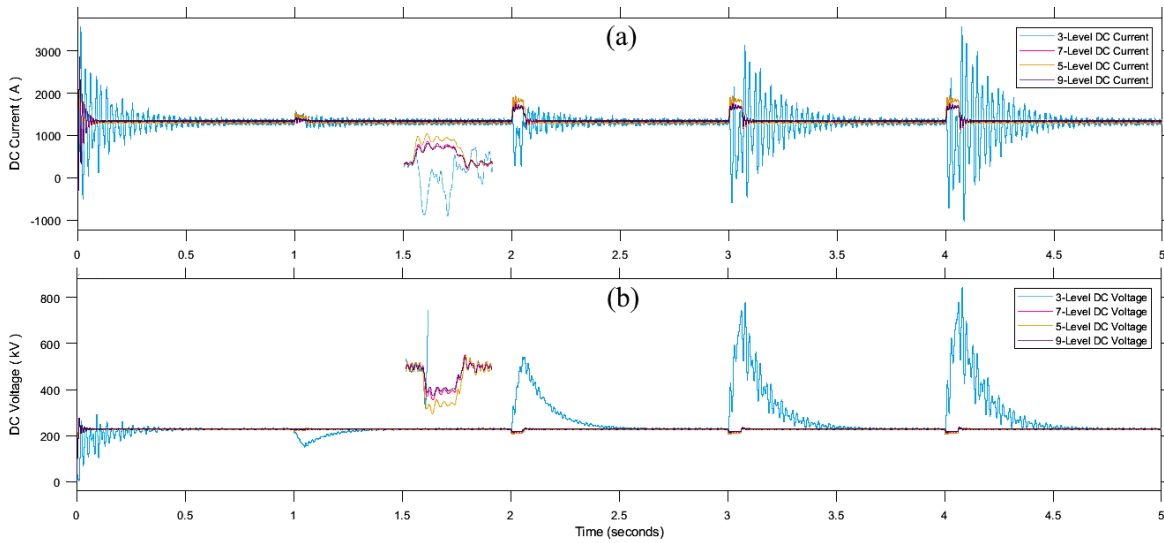 (a)
3-Level DC Current
7-Level DC Current
5-Level DC Current
9-Level DC Current
DC Current ( A )
3000
2000
1000
0
-1000
0 0.5 1 1.5 2 2.5 3 3.5 4 4.5 5
(b)
3-Level DC Voltage
7-Level DC Voltage
5-Level DC Voltage
9-Level DC Voltage
DC Voltage ( kV )
800
600
400
200
0
0 0.5 1 1.5 2 2.5 3 3.5 4 4.5 5
Time (seconds)